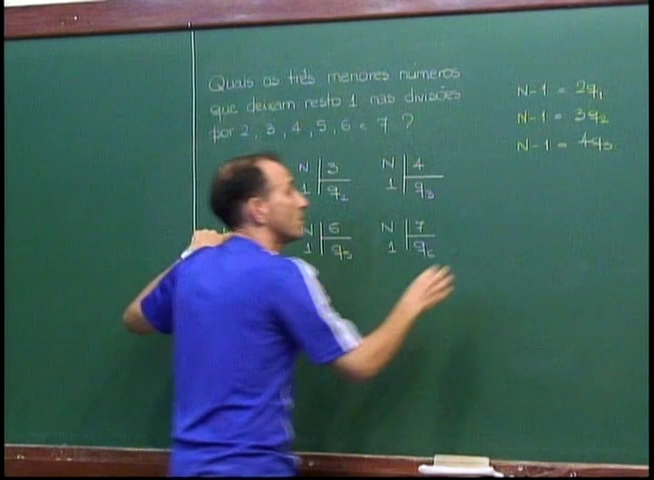 Quais os três menores números
que deixam resto 1 nas divisões
por 2, 3, 4, 5, 6 e 7 ?
N 3 N 4
1 q₂ 1 q₃
N 6 N 7
1 q₅ 1 q₆
N-1 = 2q₁
N-1 = 3q₂
N-1 = 4q₃